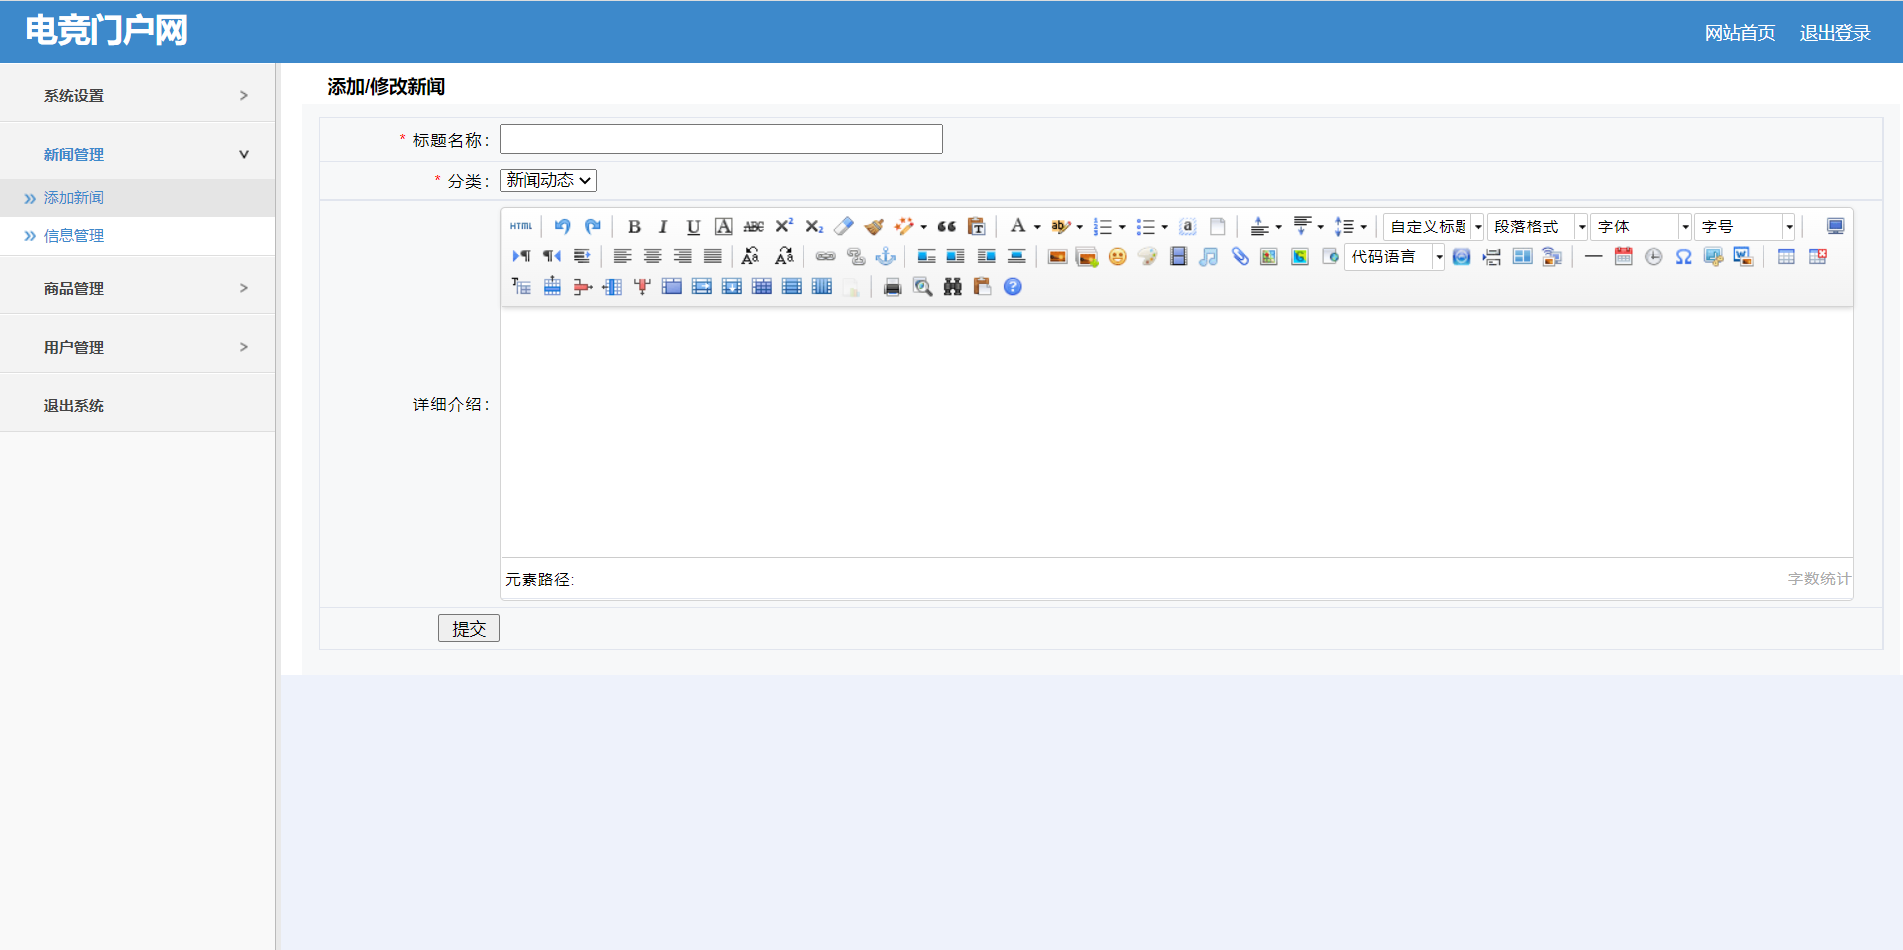 电竞门户网
网站首页 退出登录
系统设置 >
新闻管理
添加新闻
信息管理
商品管理 >
用户管理 >
退出系统
添加/修改新闻
* 标题名称：
* 分类： 新闻动态
HTML B I U A ABC X² X₂ A ab a 自定义标题 段落格式 字体 字号
代码语言
详细介绍：
元素路径: 字数统计
提交